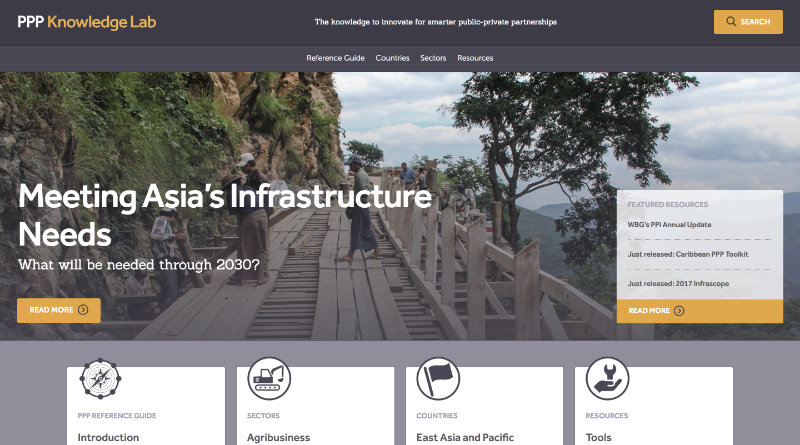 PPP Knowledge Lab
The knowledge to innovate for smarter public-private partnerships
SEARCH
Reference Guide Countries Sectors Resources
Meeting Asia's Infrastructure
Needs
What will be needed through 2030?
READ MORE
FEATURED RESOURCES
WBG's PPI Annual Update
Just released: Caribbean PPP Toolkit
Just released: 2017 Infrascope
READ MORE
PPP REFERENCE GUIDE
Introduction
SECTORS
Agribusiness
COUNTRIES
East Asia and Pacific
RESOURCES
Tools